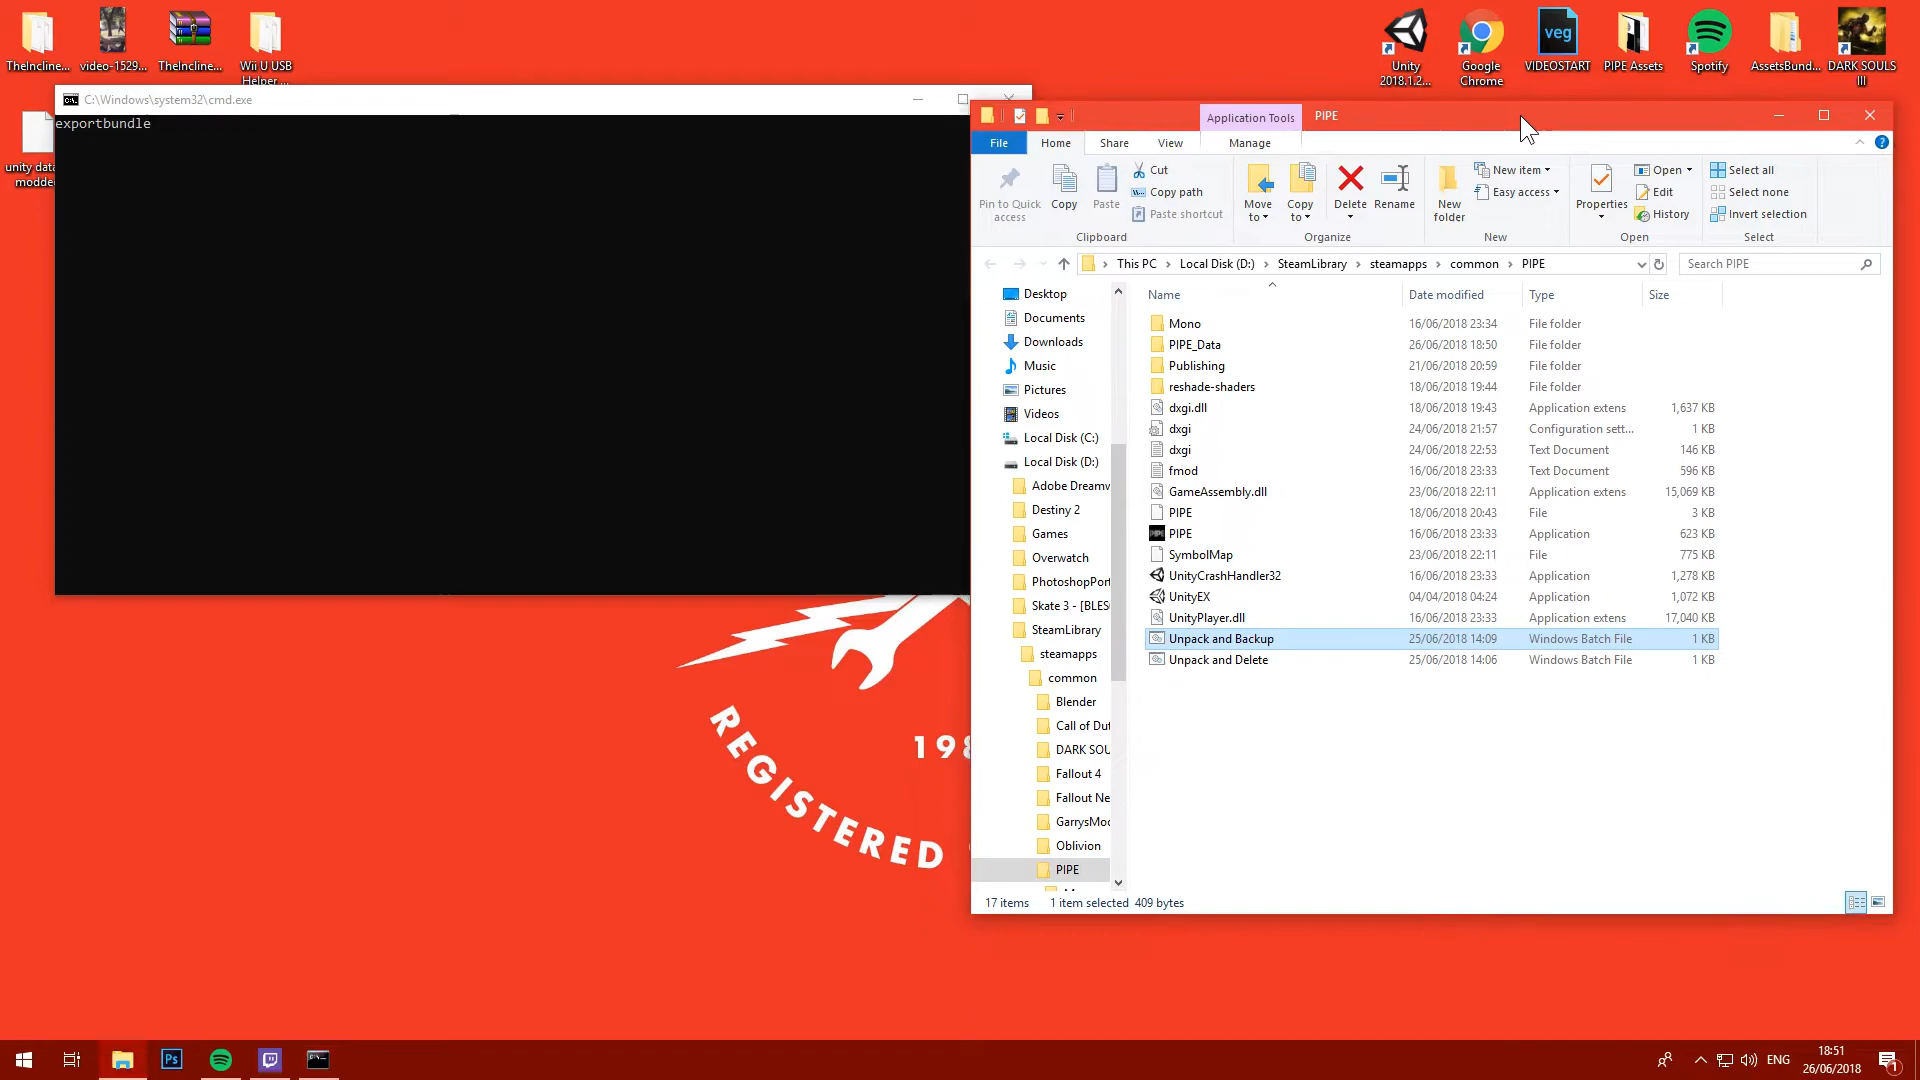 TheIncline...
video-1529...
TheIncline...
Wii U USB
Helper ...
Unity
2018.1.2...
Google
Chrome
veg
VIDEOSTART
PIPE Assets
Spotify
AssetsBund...
DARK SOULS
III
unity data
modded
C:\Windows\system32\cmd.exe
exportbundle
Application Tools
PIPE
File
Home
Share
View
Manage
Pin to Quick
access
Copy
Paste
Cut
Copy path
Paste shortcut
Clipboard
Move
to
Copy
to
Delete
Rename
Organize
New
folder
New item
Easy access
New
Properties
Open
Edit
History
Open
Select all
Select none
Invert selection
Select
This PC > Local Disk (D:) > SteamLibrary > steamapps > common > PIPE
Search PIPE
Desktop
Documents
Downloads
Music
Pictures
Videos
Local Disk (C:)
Local Disk (D:)
Adobe Dreamw
Destiny 2
Games
Overwatch
PhotoshopPort
Skate 3 - [BLES
SteamLibrary
steamapps
common
Blender
Call of Dut
DARK SOU
Fallout 4
Fallout Ne
GarrysMod
Oblivion
PIPE
Name Date modified Type Size
Mono 16/06/2018 23:34 File folder
PIPE_Data 26/06/2018 18:50 File folder
Publishing 21/06/2018 20:59 File folder
reshade-shaders 18/06/2018 19:44 File folder
dxgi.dll 18/06/2018 19:43 Application extens 1,637 KB
dxgi 24/06/2018 21:57 Configuration sett... 1 KB
dxgi 24/06/2018 22:53 Text Document 146 KB
fmod 16/06/2018 23:33 Text Document 596 KB
GameAssembly.dll 23/06/2018 22:11 Application extens 15,069 KB
PIPE 18/06/2018 20:43 File 3 KB
PIPE 16/06/2018 23:33 Application 623 KB
SymbolMap 23/06/2018 22:11 File 775 KB
UnityCrashHandler32 16/06/2018 23:33 Application 1,278 KB
UnityEX 04/04/2018 04:24 Application 1,072 KB
UnityPlayer.dll 16/06/2018 23:33 Application extens 17,040 KB
Unpack and Backup 25/06/2018 14:09 Windows Batch File 1 KB
Unpack and Delete 25/06/2018 14:06 Windows Batch File 1 KB
17 items 1 item selected 409 bytes
198
REGISTERED
Ps
ENG
18:51
26/06/2018
1